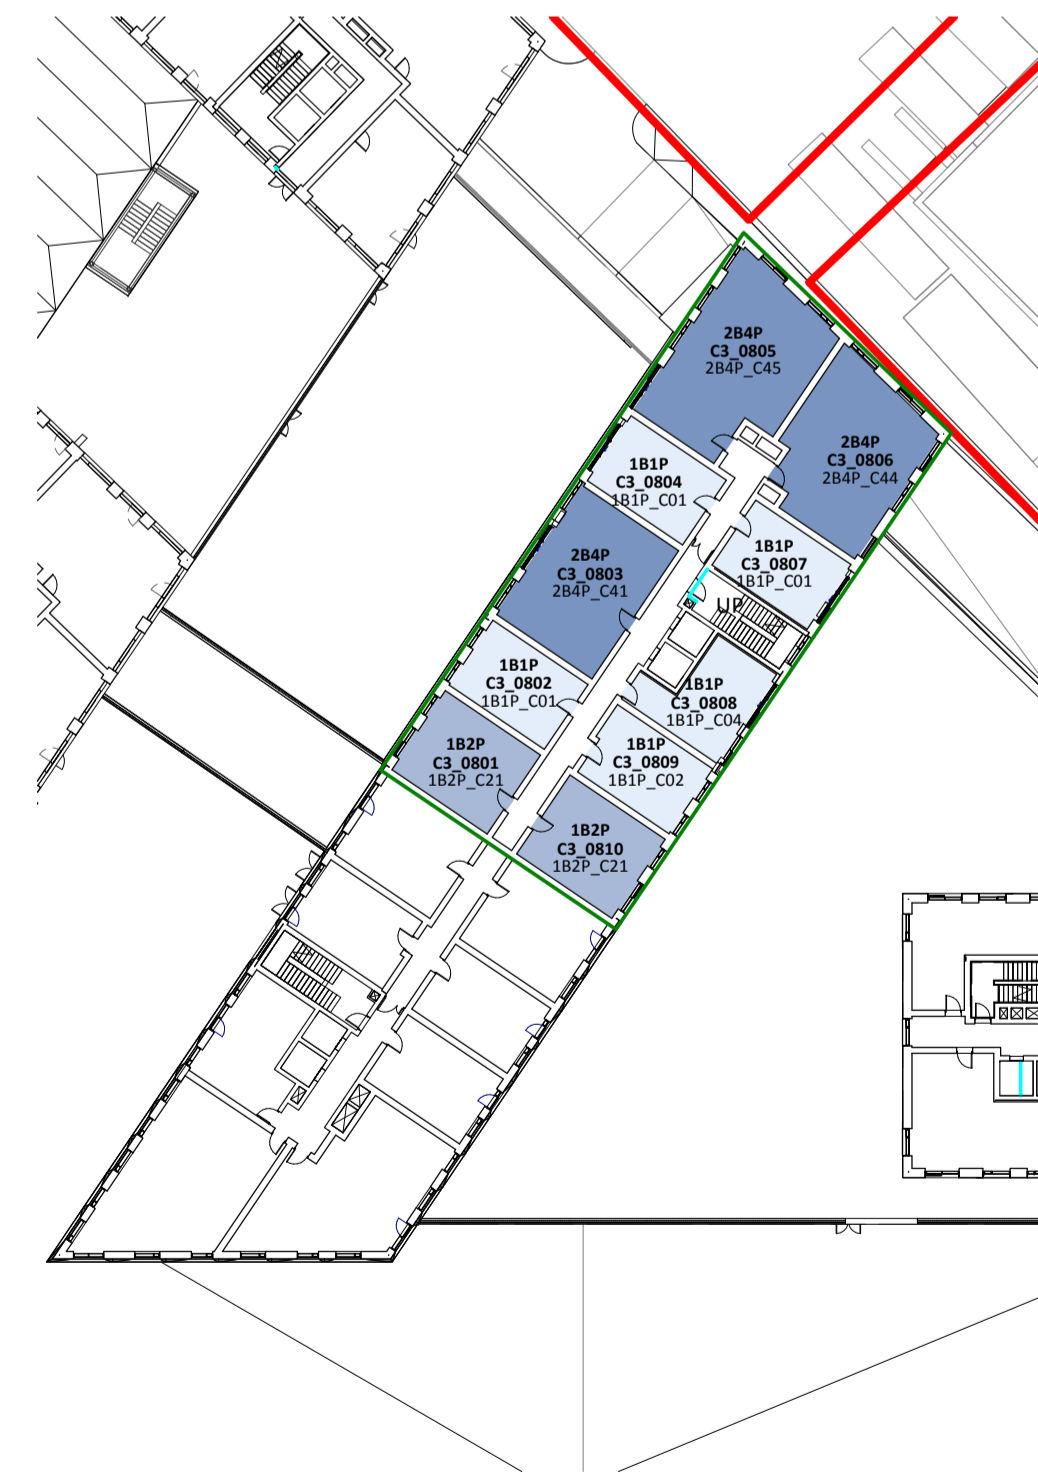 2B4P
C3_0805
2B4P_C45
2B4P
C3_0806
2B4P_C44
1B1P
C3_0804
1B1P_C01
1B1P
C3_0807
1B1P_C01
2B4P
C3_0803
2B4P_C41
UP
1B1P
C3_0802
1B1P_C01
1B1P
C3_0808
1B1P_C04
1B2P
C3_0801
1B2P_C21
1B1P
C3_0809
1B1P_C02
1B2P
C3_0810
1B2P_C21